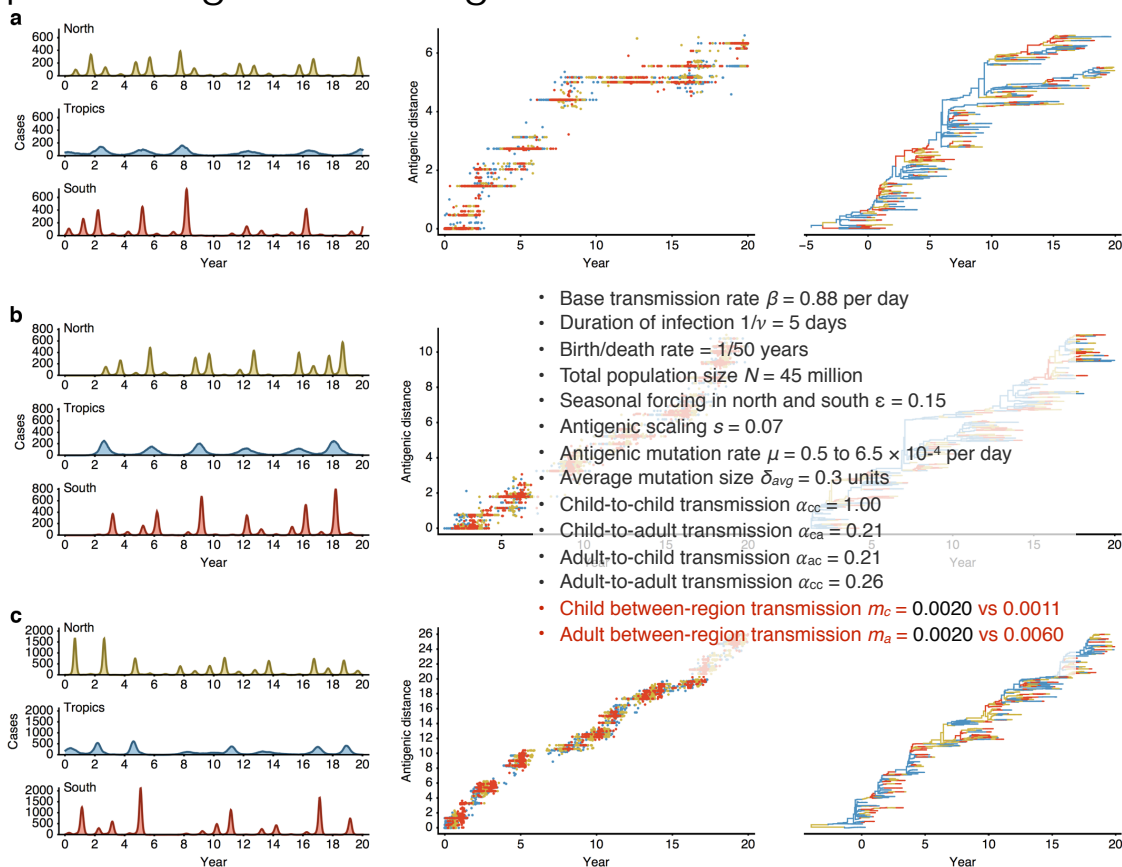 a
North
600
400
200
0
0 2 4 6 8 10 12 14 16 18 20
Tropics
600
400
200
0
0 2 4 6 8 10 12 14 16 18 20
Cases
South
600
400
200
0
0 2 4 6 8 10 12 14 16 18 20
Year
Antigenic distance
6
4
2
0
0 5 10 15 20
Year
−5 0 5 10 15 20
Year
b
North
800
600
400
200
0
0 2 4 6 8 10 12 14 16 18 20
Tropics
800
600
400
200
0
0 2 4 6 8 10 12 14 16 18 20
Cases
South
800
600
400
200
0
0 2 4 6 8 10 12 14 16 18 20
Year
Antigenic distance
10
8
6
4
2
0
0 5 10 15 20
Year
5 10 15 20
Year
• Base transmission rate β = 0.88 per day
• Duration of infection 1/ν = 5 days
• Birth/death rate = 1/50 years
• Total population size N = 45 million
• Seasonal forcing in north and south ε = 0.15
• Antigenic scaling s = 0.07
• Antigenic mutation rate μ = 0.5 to 6.5 × 10-4 per day
• Average mutation size δavg = 0.3 units
• Child-to-child transmission αcc = 1.00
• Child-to-adult transmission αca = 0.21
• Adult-to-child transmission αac = 0.21
• Adult-to-adult transmission αcc = 0.26
• Child between-region transmission mc = 0.0020 vs 0.0011
• Adult between-region transmission ma = 0.0020 vs 0.0060
c
North
2000
1500
1000
500
0
0 2 4 6 8 10 12 14 16 18 20
Tropics
2000
1500
1000
500
0
0 2 4 6 8 10 12 14 16 18 20
Cases
South
2000
1500
1000
500
0
0 2 4 6 8 10 12 14 16 18 20
Year
Antigenic distance
26
24
22
20
18
16
14
12
10
8
6
4
2
0
0 5 10 15 20
Year
0 5 10 15 20
Year